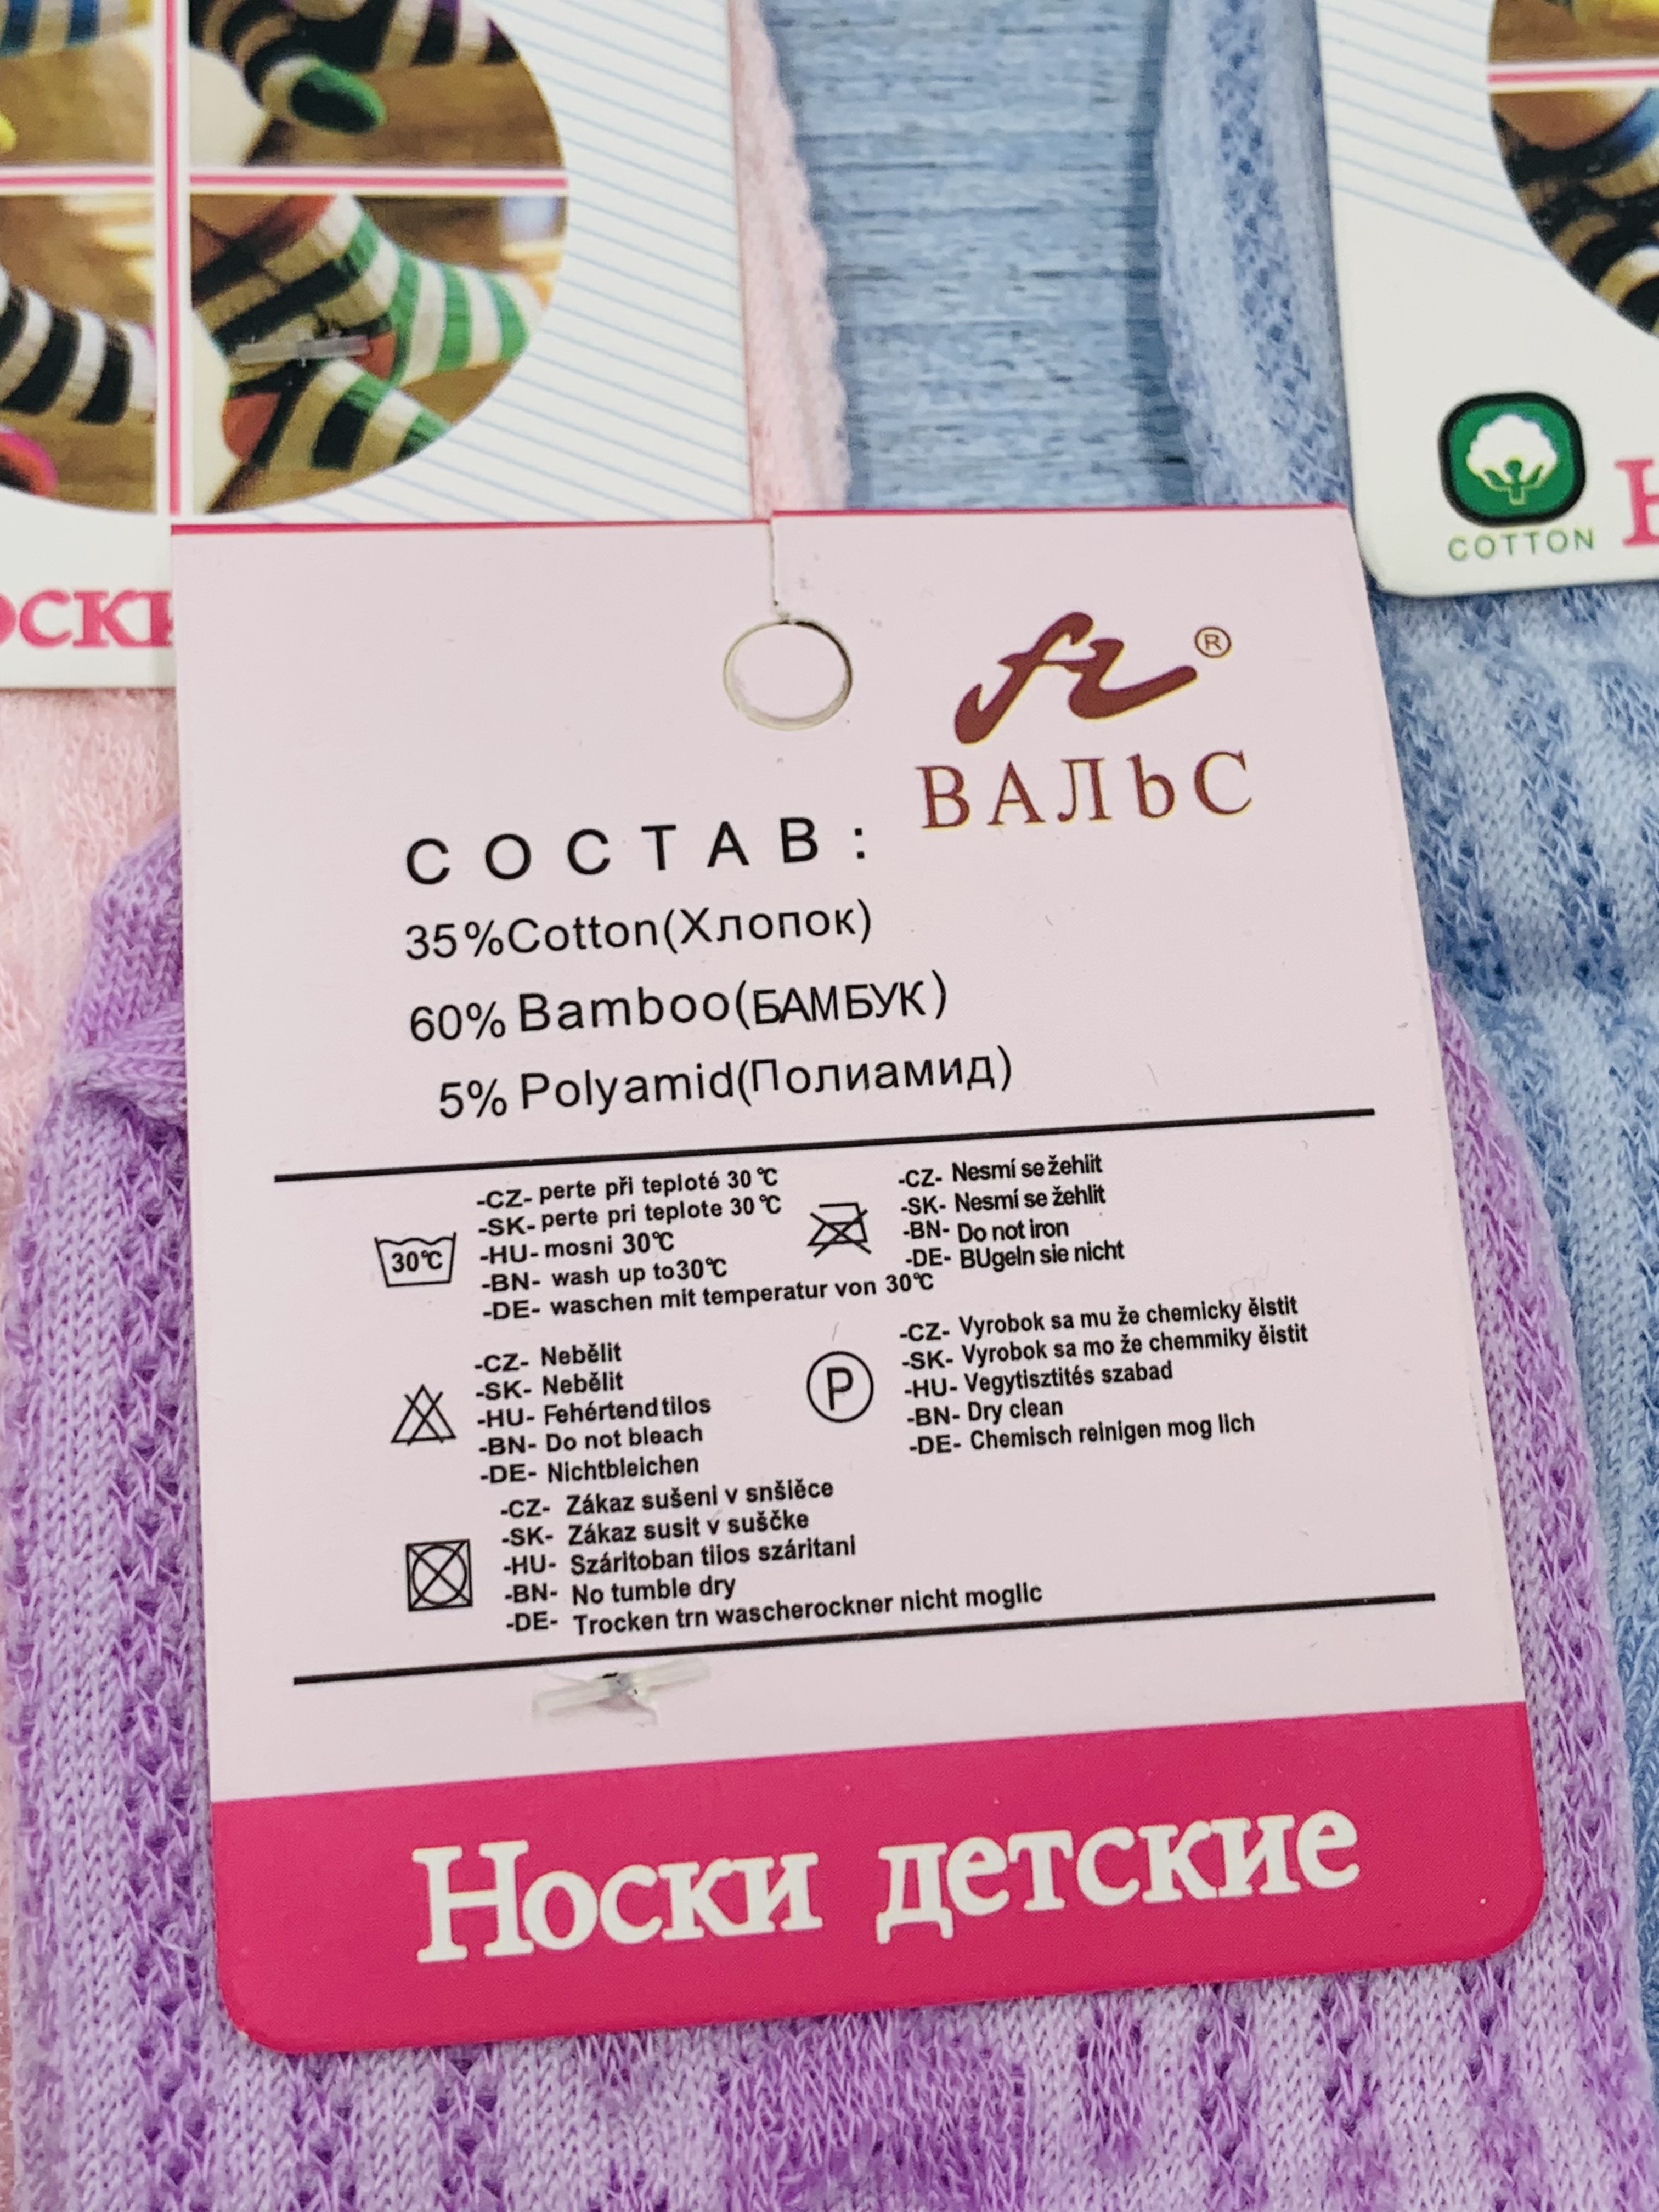 COTTON
ВАЛЬС
®
СОСТАВ:
35%Cotton(Хлопок)
60% Bamboo(БАМБУК)
5% Polyamid(Полиамид)
30℃
-CZ- perte při teploté 30 ℃
-SK- perte pri teplote 30 ℃
-HU- mosni 30℃
-BN- wash up to30℃
-DE- waschen mit temperatur von 30℃
-CZ- Nesmí se žehlit
-SK- Nesmí se žehlit
-BN- Do not iron
-DE- BUgeln sie nicht
-CZ- Nebělit
-SK- Nebělit
-HU- Fehértend tilos
-BN- Do not bleach
-DE- Nichtbleichen
P
-CZ- Vyrobok sa mu že chemicky ěistit
-SK- Vyrobok sa mo že chemmiky ěistit
-HU- Vegytisztités szabad
-BN- Dry clean
-DE- Chemisch reinigen mog lich
-CZ- Zákaz sušeni v snšiěce
-SK- Zákaz susit v suščke
-HU- Száritoban tiios száritani
-BN- No tumble dry
-DE- Trocken trn wascherockner nicht moglic
Носки детские